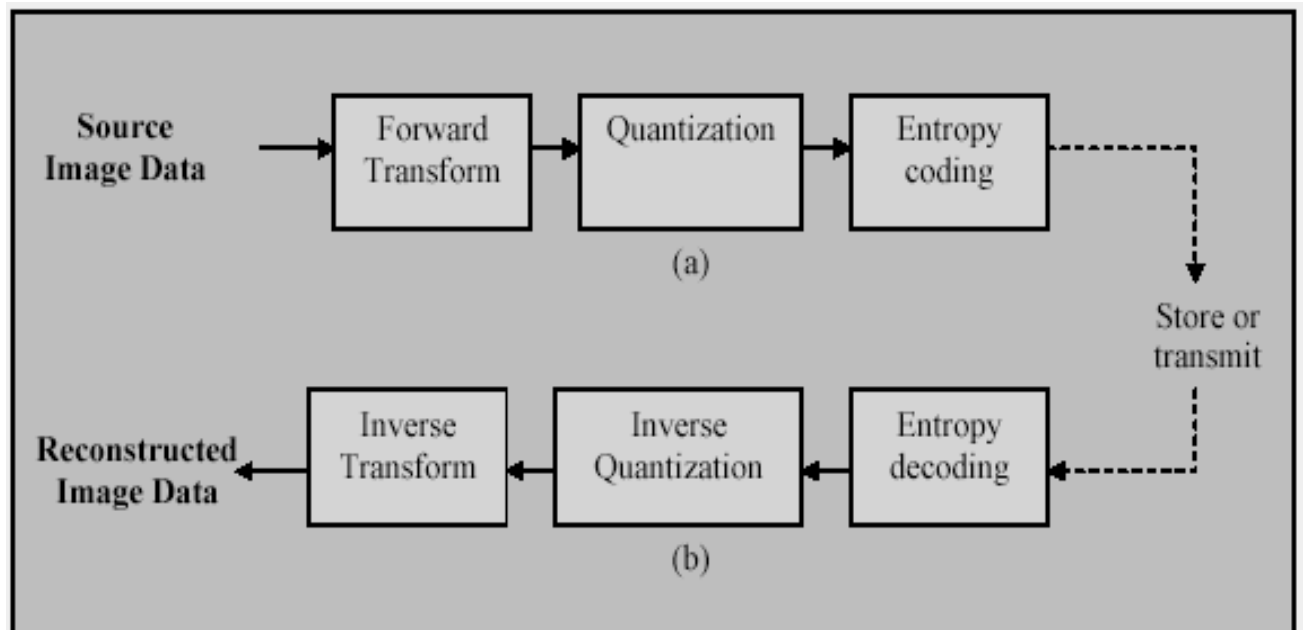 Source
Image Data
Forward
Transform
Quantization
Entropy
coding
(a)
Store or
transmit
Reconstructed
Image Data
Inverse
Transform
Inverse
Quantization
Entropy
decoding
(b)